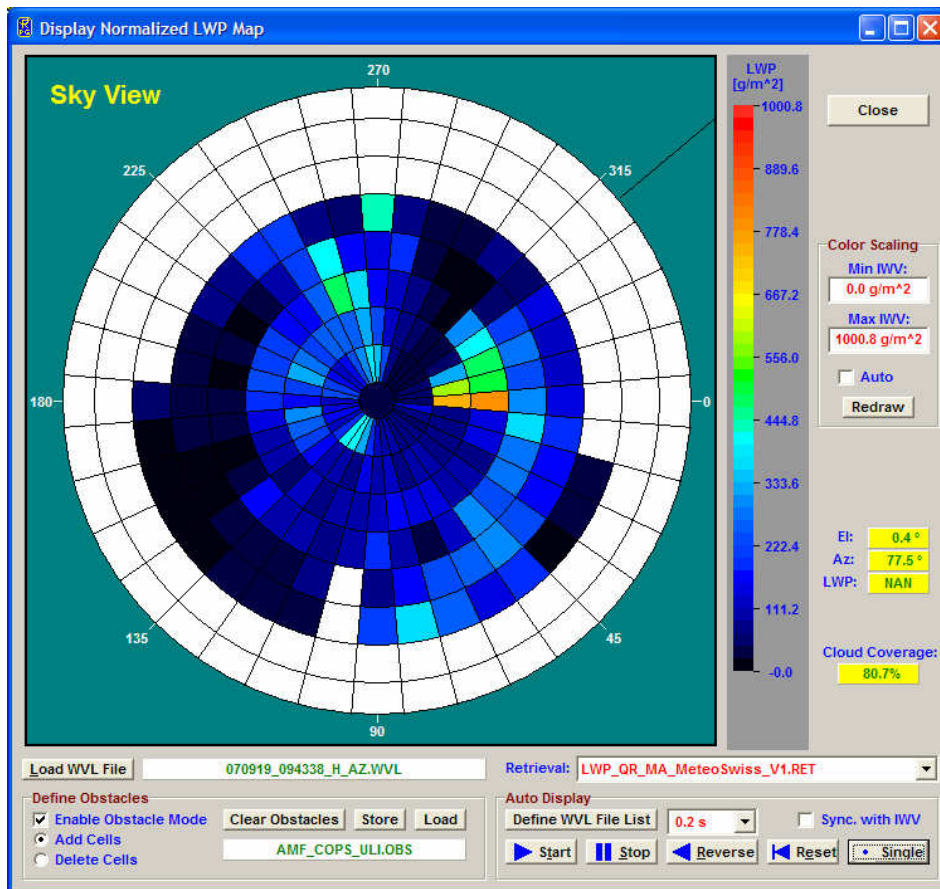 Display Normalized LWP Map
Sky View
270
225
315
180
0
135
45
90
LWP
[g/m^2]
1000.8
889.6
778.4
667.2
556.0
444.8
333.6
222.4
111.2
-0.0
Close
Color Scaling
Min IWV:
0.0 g/m^2
Max IWV:
1000.8 g/m^2
Auto
Redraw
El: 0.4 °
Az: 77.5 °
LWP: NAN
Cloud Coverage:
80.7%
Load WVL File 070919_094338_H_AZ.WVL Retrieval: LWP_QR_MA_MeteoSwiss_V1.RET
Define Obstacles
Enable Obstacle Mode Clear Obstacles Store Load
Add Cells
AMF_COPS_ULI.OBS
Delete Cells
Auto Display
Define WVL File List 0.2 s Sync. with IWV
Start Stop Reverse Reset Single